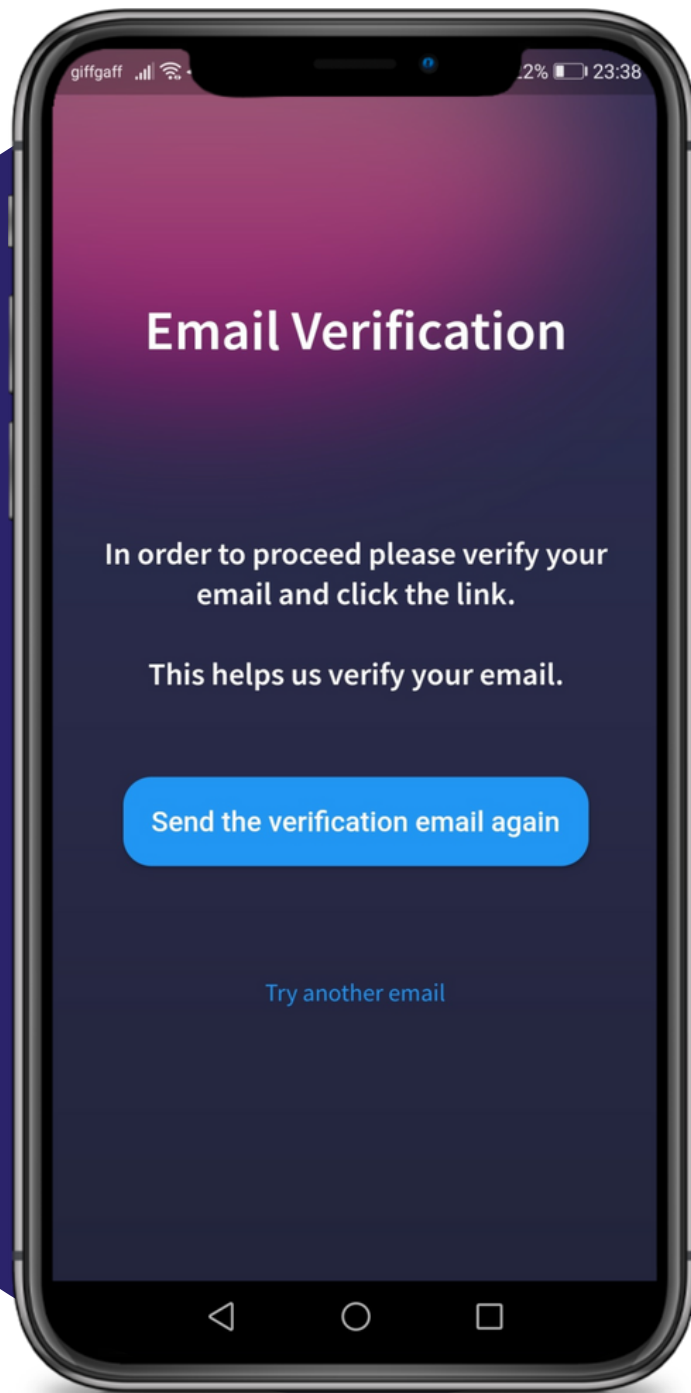 giffgaff
23:38
Email Verification
In order to proceed please verify your
email and click the link.
This helps us verify your email.
Send the verification email again
Try another email